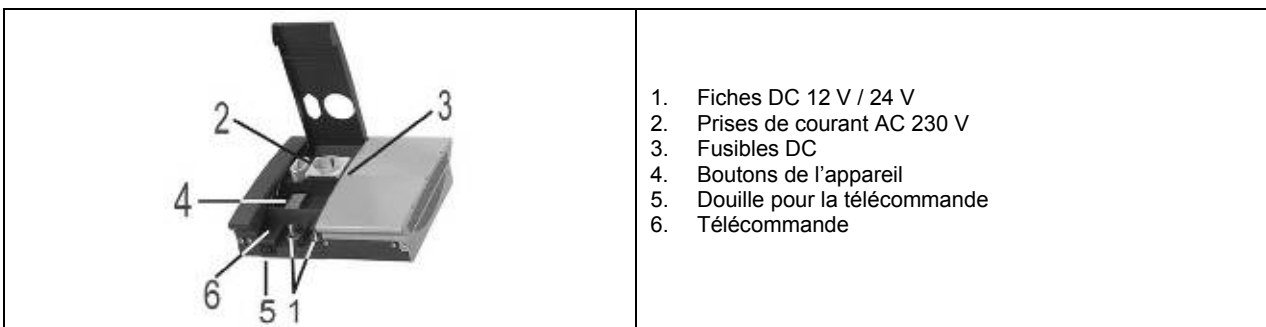 2
3
4
6
5
1
1. Fiches DC 12 V / 24 V
2. Prises de courant AC 230 V
3. Fusibles DC
4. Boutons de l’appareil
5. Douille pour la télécommande
6. Télécommande